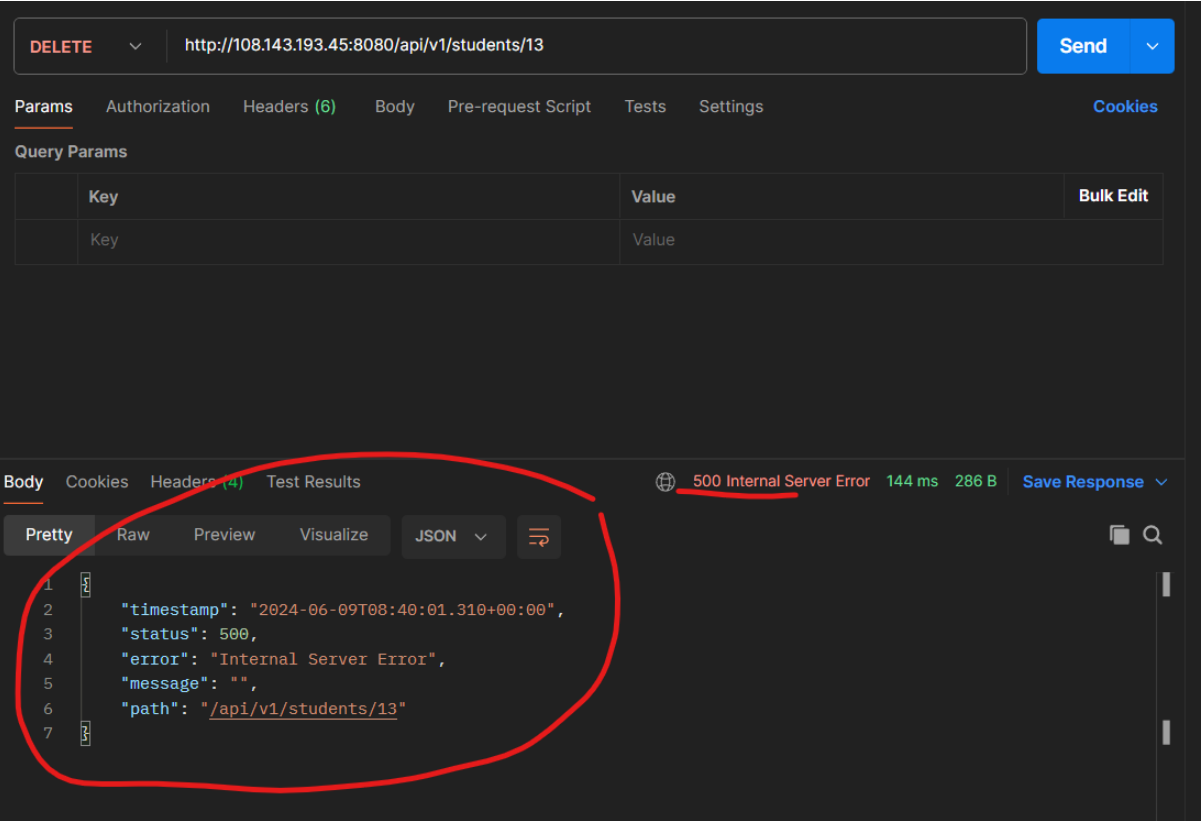 DELETE http://108.143.193.45:8080/api/v1/students/13 Send
Params Authorization Headers (6) Body Pre-request Script Tests Settings Cookies
Query Params
Key Value Bulk Edit
Key Value
Body Cookies Headers (4) Test Results 500 Internal Server Error 144 ms 286 B Save Response
Pretty Raw Preview Visualize JSON
1 {
2 "timestamp": "2024-06-09T08:40:01.310+00:00",
3 "status": 500,
4 "error": "Internal Server Error",
5 "message": "",
6 "path": "/api/v1/students/13"
7 }